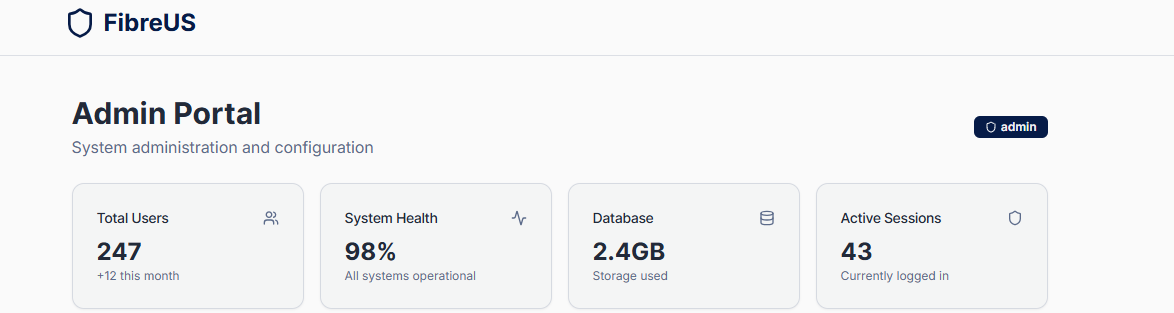 FibreUS
Admin Portal
admin
System administration and configuration
Total Users
247
+12 this month
System Health
98%
All systems operational
Database
2.4GB
Storage used
Active Sessions
43
Currently logged in